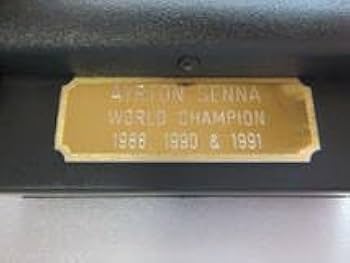 AYRTON SENNA
WORLD CHAMPION
1988 1990 & 1991